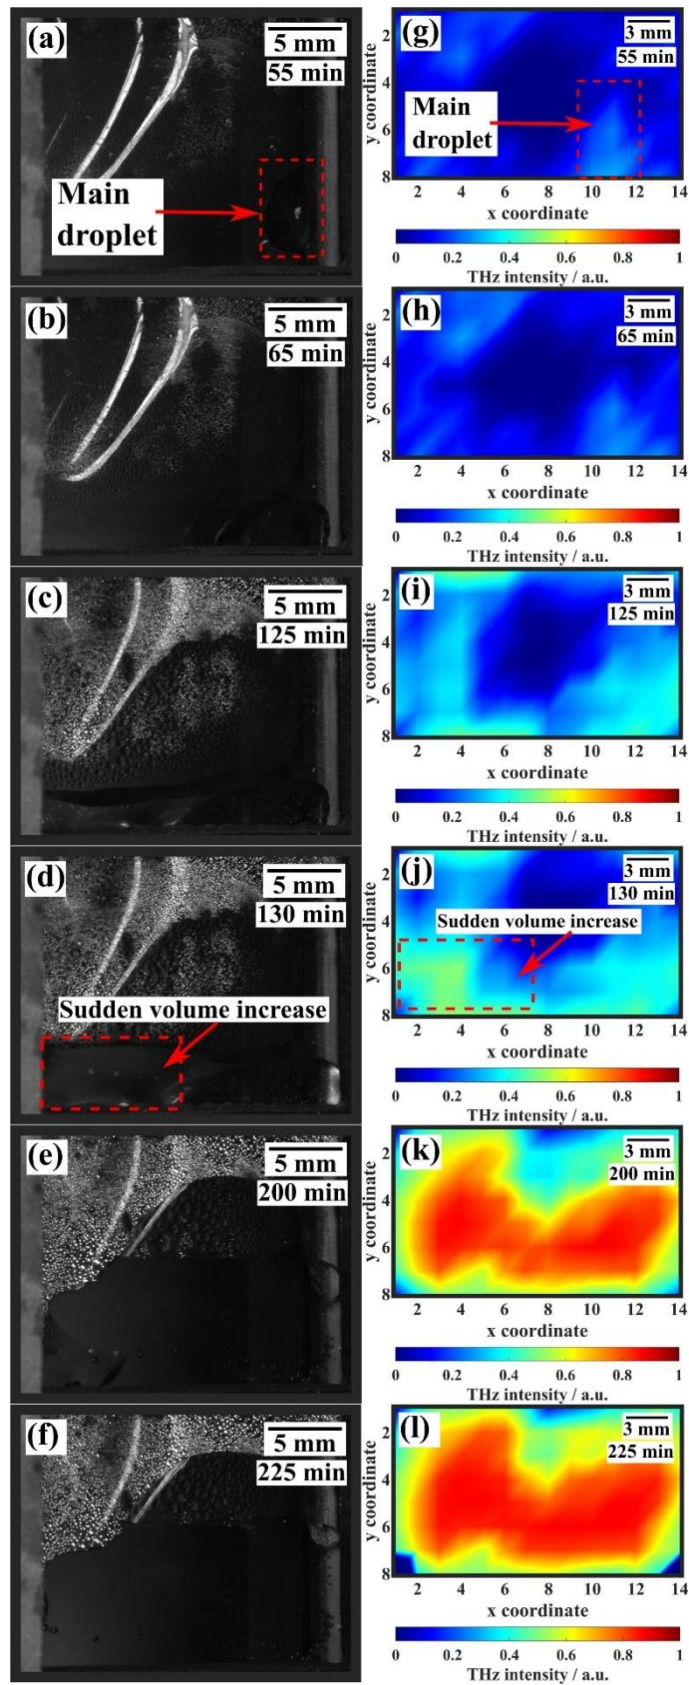 (a)
5 mm
55 min
Main
droplet
(g)
3 mm
55 min
Main
droplet
y coordinate
2
4
6
8
2 4 6 8 10 12 14
x coordinate
0 0.2 0.4 0.6 0.8 1
THz intensity / a.u.
(b)
5 mm
65 min
(h)
3 mm
65 min
y coordinate
2
4
6
8
2 4 6 8 10 12 14
x coordinate
0 0.2 0.4 0.6 0.8 1
THz intensity / a.u.
(c)
5 mm
125 min
(i)
3 mm
125 min
y coordinate
2
4
6
8
2 4 6 8 10 12 14
x coordinate
0 0.2 0.4 0.6 0.8 1
THz intensity / a.u.
(d)
5 mm
130 min
Sudden volume increase
(j)
3 mm
130 min
Sudden volume increase
y coordinate
2
4
6
8
2 4 6 8 10 12 14
x coordinate
0 0.2 0.4 0.6 0.8 1
THz intensity / a.u.
(e)
5 mm
200 min
(k)
3 mm
200 min
y coordinate
2
4
6
8
2 4 6 8 10 12 14
x coordinate
0 0.2 0.4 0.6 0.8 1
THz intensity / a.u.
(f)
5 mm
225 min
(l)
3 mm
225 min
y coordinate
2
4
6
8
2 4 6 8 10 12 14
x coordinate
0 0.2 0.4 0.6 0.8 1
THz intensity / a.u.